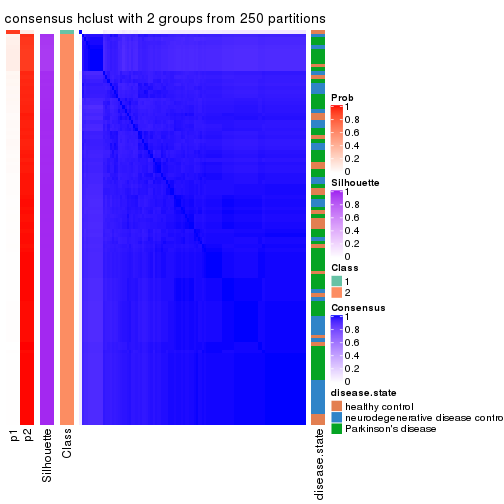 consensus hclust with 2 groups from 250 partitions
Prob
1
0.8
0.6
0.4
0.2
0
Silhouette
1
0.8
0.6
0.4
0.2
0
Class
1
2
Consensus
1
0.8
0.6
0.4
0.2
0
disease.state
healthy control
neurodegenerative disease contro
Parkinson's disease
p1
p2
Silhouette
Class
disease.state